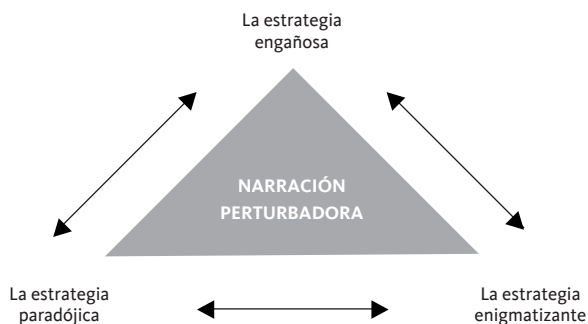 La estrategia
engañosa
NARRACIÓN
PERTURBADORA
La estrategia
paradójica
La estrategia
enigmatizante